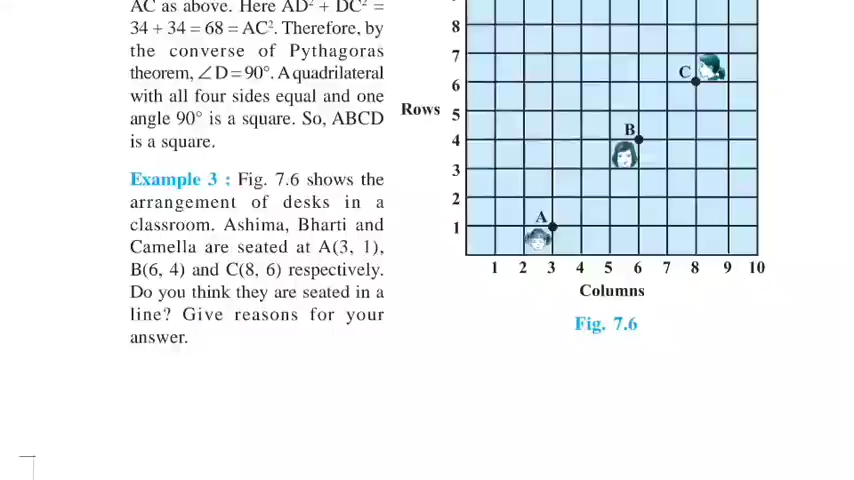 AC as above. Here AD² + DC² =
34 + 34 = 68 = AC². Therefore, by
the converse of Pythagoras
theorem, ∠D = 90°. A quadrilateral
with all four sides equal and one
angle 90° is a square. So, ABCD
is a square.
Example 3 : Fig. 7.6 shows the
arrangement of desks in a
classroom. Ashima, Bharti and
Camella are seated at A(3, 1),
B(6, 4) and C(8, 6) respectively.
Do you think they are seated in a
line? Give reasons for your
answer.
8
7
C
6
Rows 5
B
4
3
2
A
1
1 2 3 4 5 6 7 8 9 10
Columns
Fig. 7.6